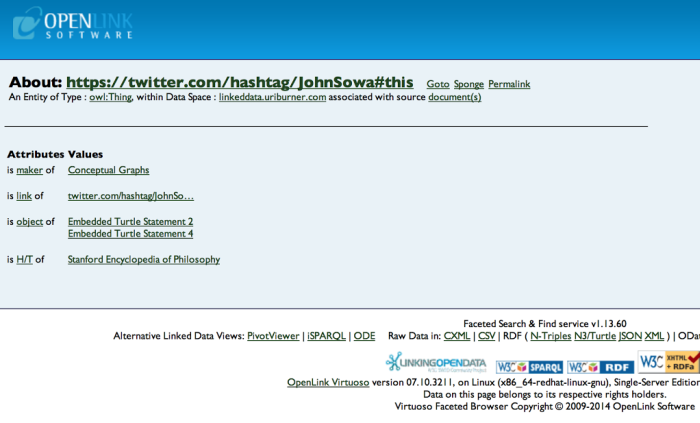 OPENLINK
SOFTWARE
About: https://twitter.com/hashtag/JohnSowa#this Goto Sponge Permalink
An Entity of Type : owl:Thing, within Data Space : linkeddata.uriburner.com associated with source document(s)
Attributes Values
is maker of Conceptual Graphs
is link of twitter.com/hashtag/JohnSo...
is object of Embedded Turtle Statement 2
Embedded Turtle Statement 4
is H/T of Stanford Encyclopedia of Philosophy
Faceted Search & Find service v1.13.60
Alternative Linked Data Views: PivotViewer | iSPARQL | ODE Raw Data in: CXML | CSV | RDF ( N-Triples N3/Turtle JSON XML ) | OData
LINKINGOPENDATA W3C SPARQL W3C RDF W3C XHTML + RDFa
OpenLink Virtuoso version 07.10.3211, on Linux (x86_64-redhat-linux-gnu), Single-Server Edition
Data on this page belongs to its respective rights holders.
Virtuoso Faceted Browser Copyright © 2009-2014 OpenLink Software